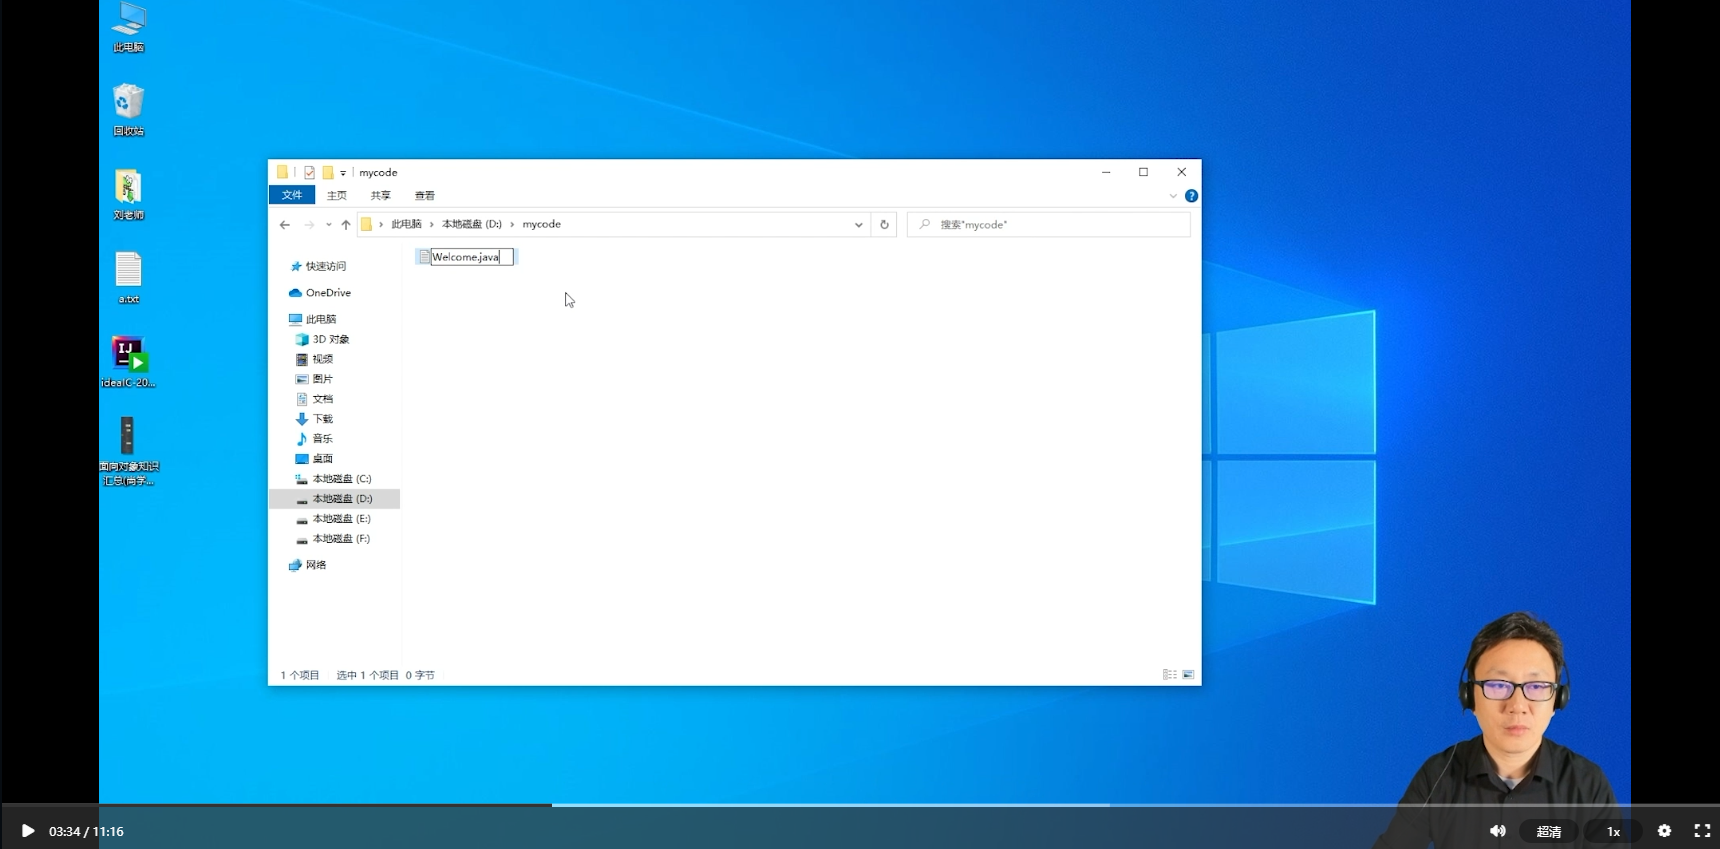 此电脑
回收站
刘老师
a.txt
ideaIC-20...
面向对象知识
汇总(尚学...
mycode
文件 主页 共享 查看
此电脑 › 本地磁盘 (D:) › mycode
搜索"mycode"
快速访问
OneDrive
此电脑
3D 对象
视频
图片
文档
下载
音乐
桌面
本地磁盘 (C:)
本地磁盘 (D:)
本地磁盘 (E:)
本地磁盘 (F:)
网络
Welcome.java
1 个项目 选中 1 个项目 0 字节
03:34 / 11:16
超清
1x